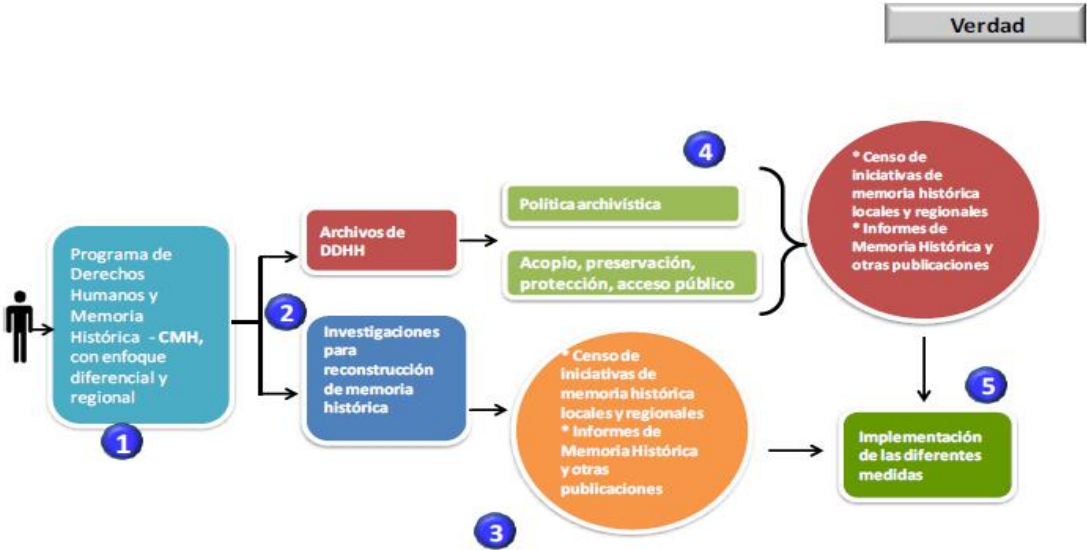 Verdad
Programa de
Derechos
Humanos y
Memoria
Histórica - CMH,
con enfoque
diferencial y
regional
1
2
Archivos de
DDHH
Investigaciones
para
reconstrucción
de memoria
histórica
4
Política archivística
Acopio, preservación,
protección, acceso público
* Censo de
iniciativas de
memoria histórica
locales y regionales
* Informes de
Memoria Histórica
y otras
publicaciones
3
* Censo de
iniciativas de
memoria histórica
locales y regionales
* Informes de
Memoria Histórica y
otras publicaciones
5
Implementación
de las diferentes
medidas